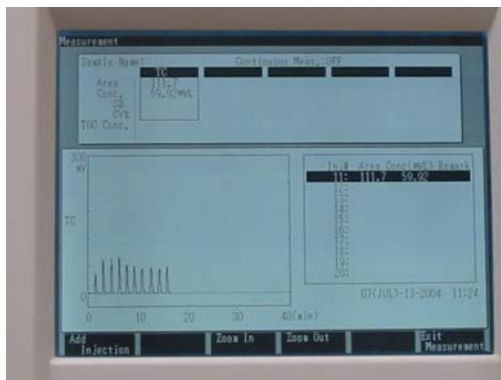 Measurement
Sample Name: Continuous Meas.:OFF
TC
Area 111.7
Conc. 59.92
SD
CV%
TOC Conc.
300
mV
TC
0
0 10 20 30 40(min)
Inj# Area Conc Remark
11: 111.7 59.92
12:
13:
14:
15:
16:
17:
18:
19:
20:
07(JUL)-13-2004 11:24
Add Injection Zoom In Zoom Out Exit Measurement